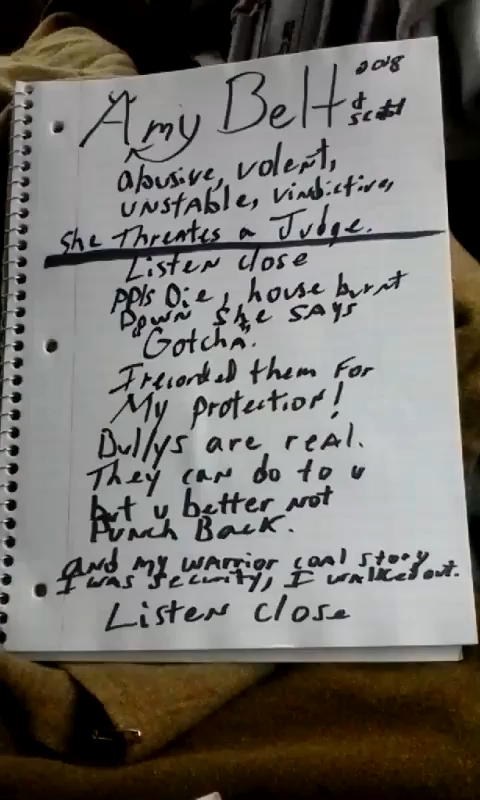 2018
Amy Belt
& Scott
abusive, volent,
UNSTABLE, vindictive,
She Threates a Judge.
Listen close
PPls Die, house burnt
Down She SAYS
"Gotcha".
I recorded them For
My Protection!
Bullys are real.
They can do to u
but u better not
Punch Back.
and my warrior coal story
I was security, I walked out.
Listen close